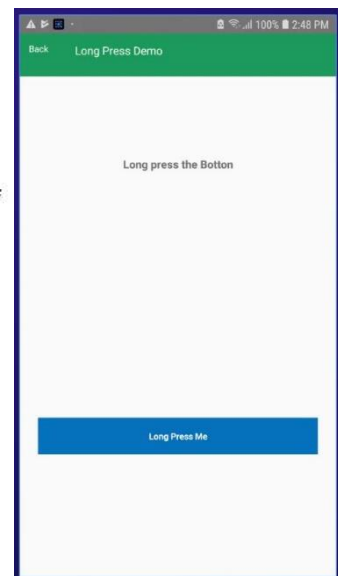 100% 2:48 PM
Back Long Press Demo
Long press the Botton
Long Press Me